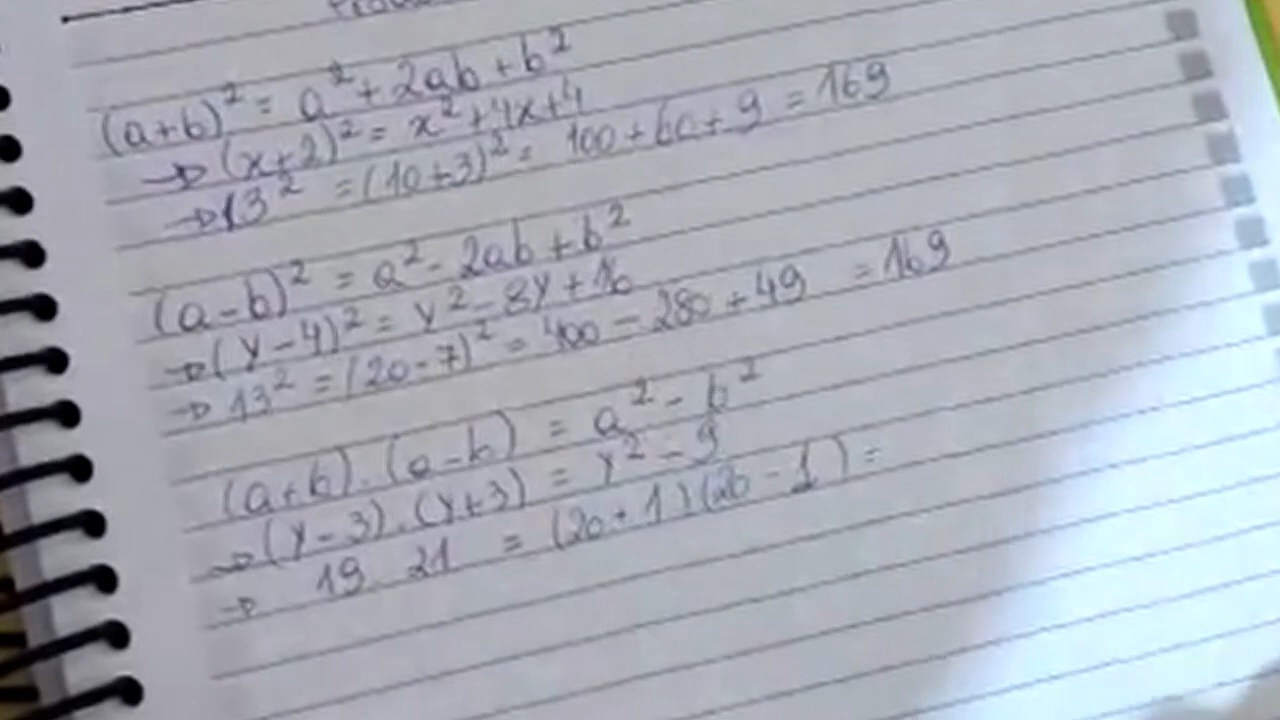 (a+b)² = a² + 2ab + b²
→ (x+2)² = x² + 4x + 4
→ 13² = (10+3)² = 100 + 60 + 9 = 169
(a-b)² = a² - 2ab + b²
→ (y-4)² = y² - 8y + 16
→ 13² = (20-7)² = 400 - 280 + 49 = 169
(a+b).(a-b) = a² - b²
→ (y-3).(y+3) = y² - 9
→ 19 21 = (20+1)(20-1) =